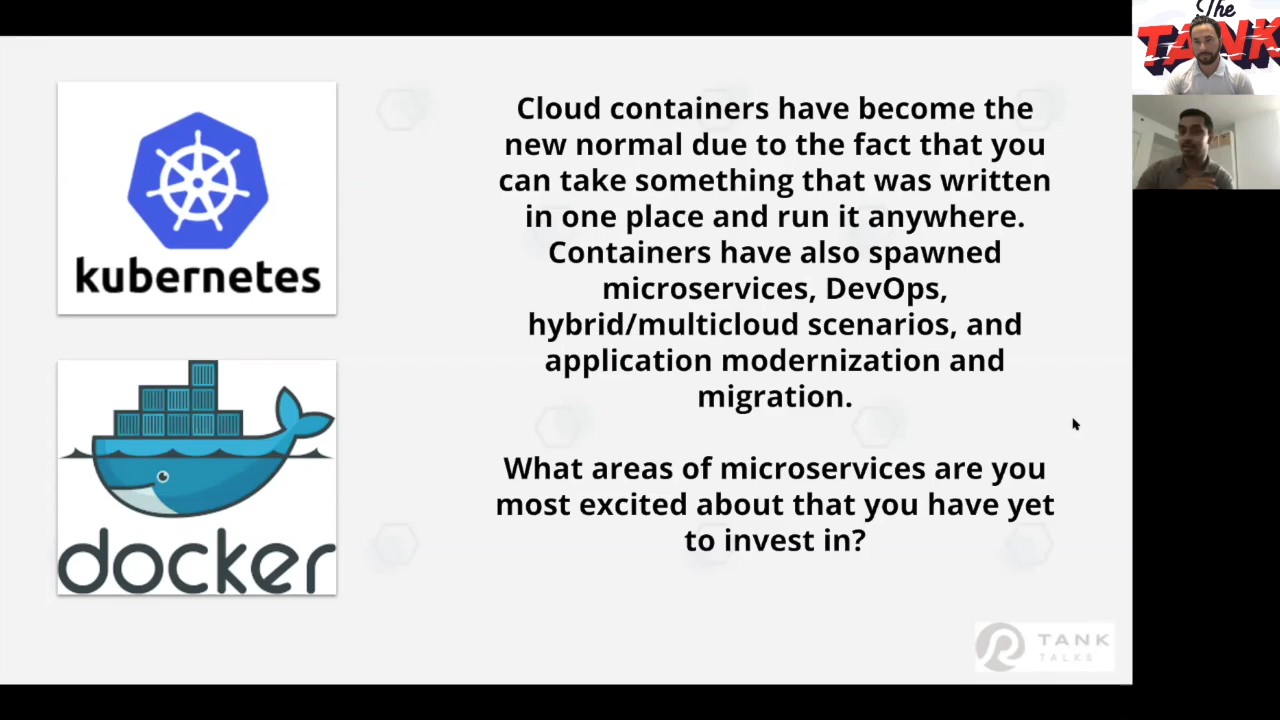 The
TANK
kubernetes
docker
Cloud containers have become the
new normal due to the fact that you
can take something that was written
in one place and run it anywhere.
Containers have also spawned
microservices, DevOps,
hybrid/multicloud scenarios, and
application modernization and
migration.
What areas of microservices are you
most excited about that you have yet
to invest in?
TANK
TALKS